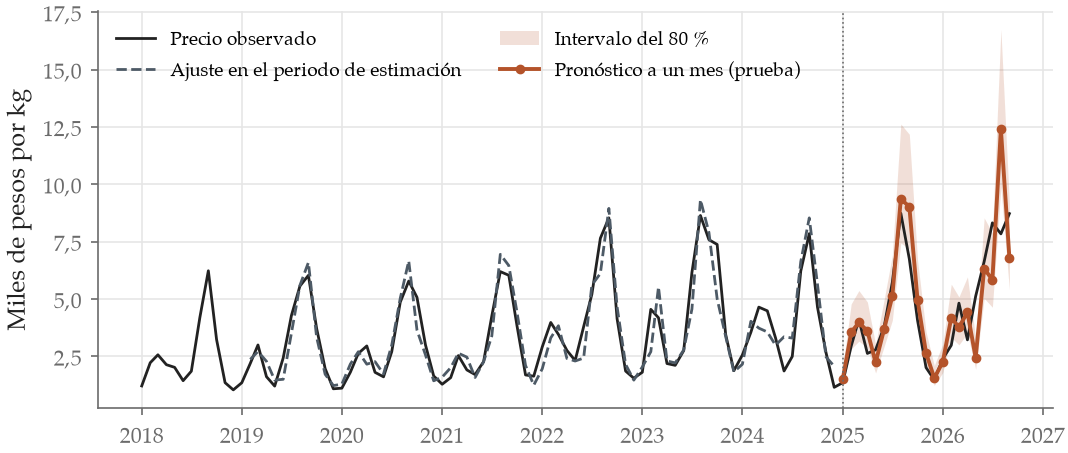 17,5
15,0
12,5
10,0
7,5
5,0
2,5
Miles de pesos por kg
Precio observado
Ajuste en el periodo de estimación
Intervalo del 80 %
Pronóstico a un mes (prueba)
2018 2019 2020 2021 2022 2023 2024 2025 2026 2027